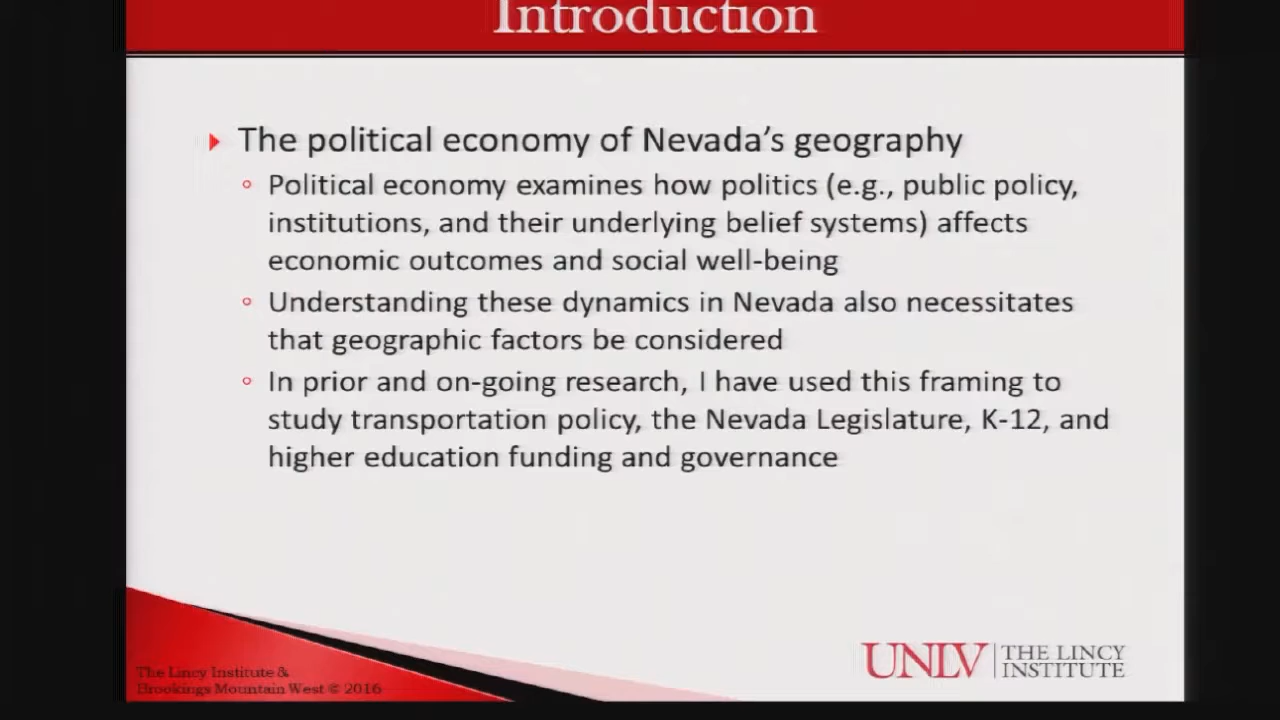 Introduction
The political economy of Nevada's geography
Political economy examines how politics (e.g., public policy,
institutions, and their underlying belief systems) affects
economic outcomes and social well-being
Understanding these dynamics in Nevada also necessitates
that geographic factors be considered
In prior and on-going research, I have used this framing to
study transportation policy, the Nevada Legislature, K-12, and
higher education funding and governance
The Lincy Institute &
Brookings Mountain West © 2016
UNLV THE LINCY
INSTITUTE